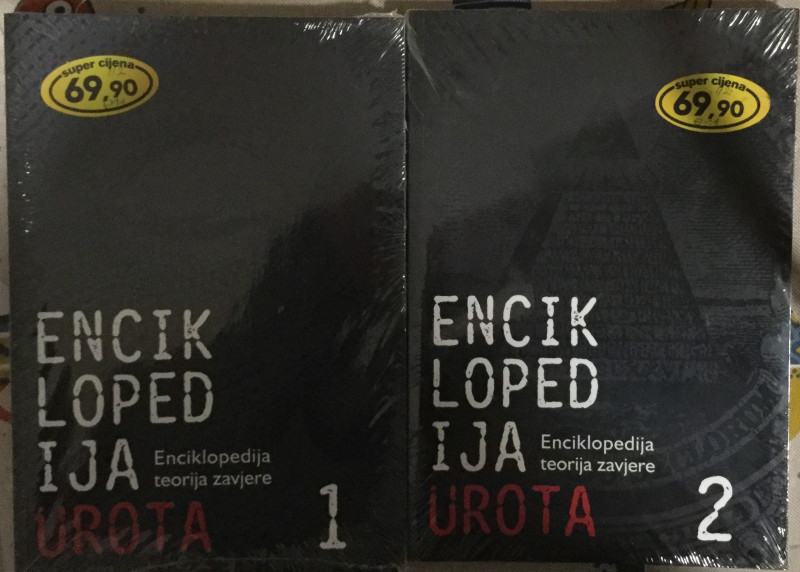 super cijena
69,90
ENCIK
LOPED
IJA
Enciklopedija
teorija zavjere
UROTA
1
super cijena
69,90
ENCIK
LOPED
IJA
Enciklopedija
teorija zavjere
UROTA
2